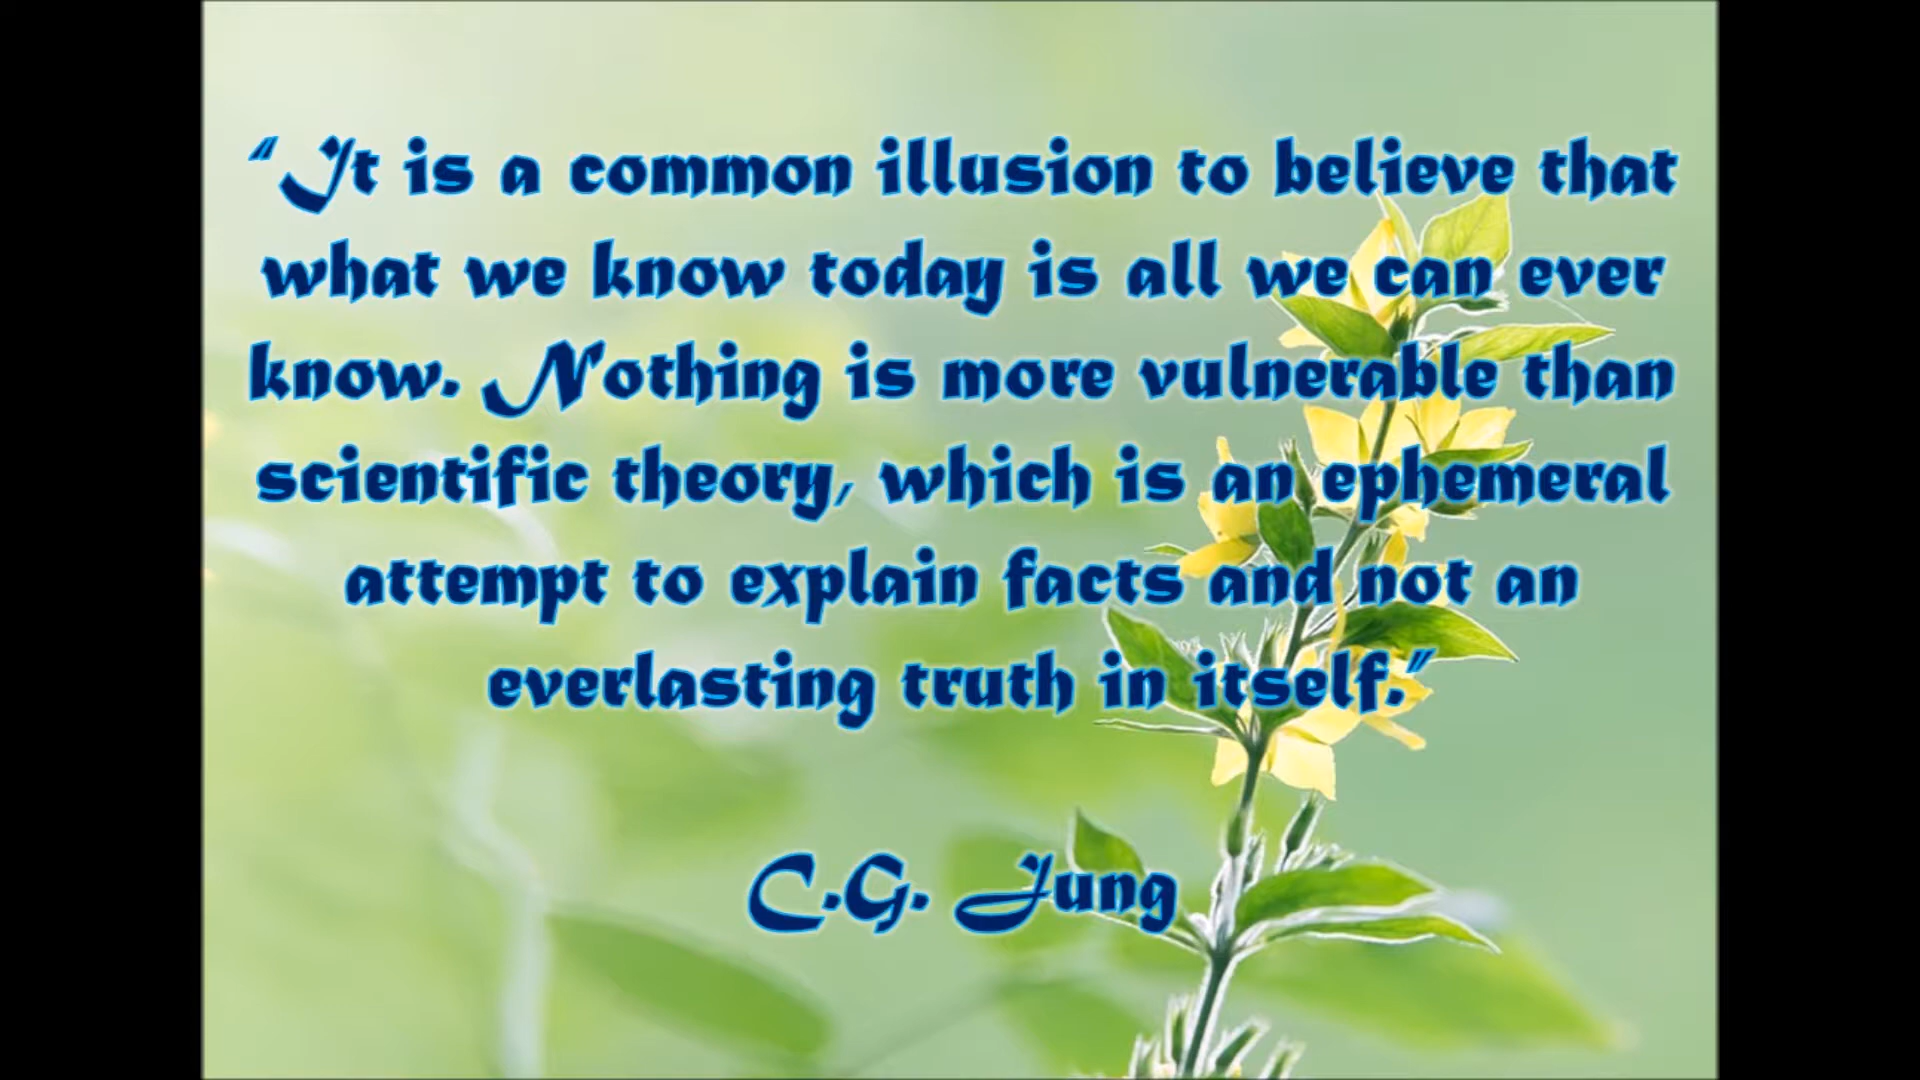 “It is a common illusion to believe that
what we know today is all we can ever
know. Nothing is more vulnerable than
scientific theory, which is an ephemeral
attempt to explain facts and not an
everlasting truth in itself.”
C.G. Jung